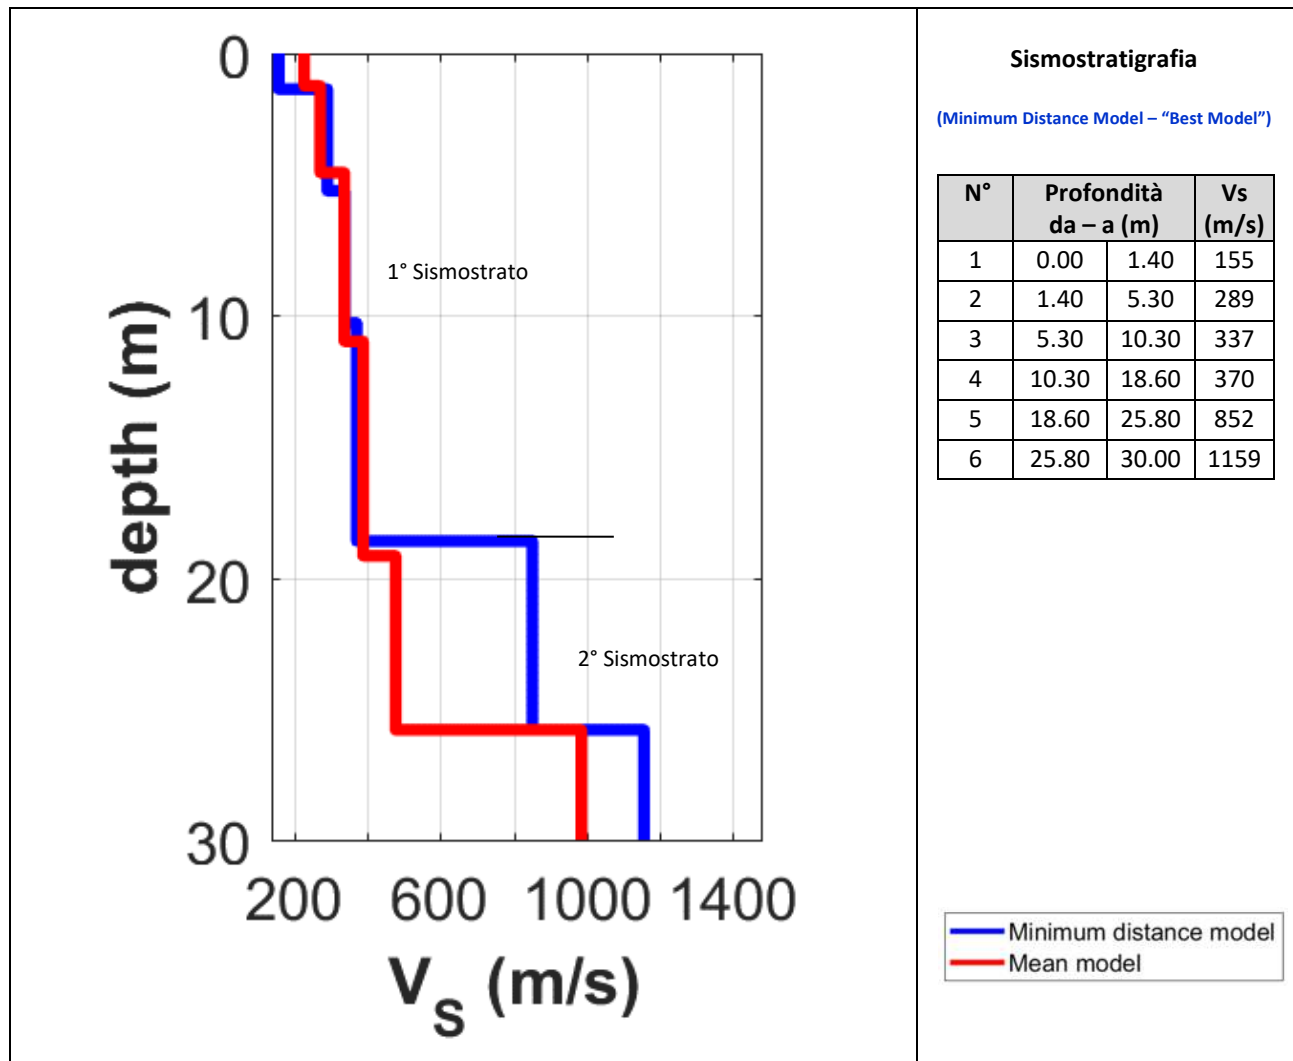 0
10
20
30
depth (m)
200 600 1000 1400
VS (m/s)
1° Sismostrato
2° Sismostrato
Sismostratigrafia
(Minimum Distance Model – “Best Model”)
N° Profondità da – a (m) Vs (m/s)
1 0.00 1.40 155
2 1.40 5.30 289
3 5.30 10.30 337
4 10.30 18.60 370
5 18.60 25.80 852
6 25.80 30.00 1159
Minimum distance model
Mean model